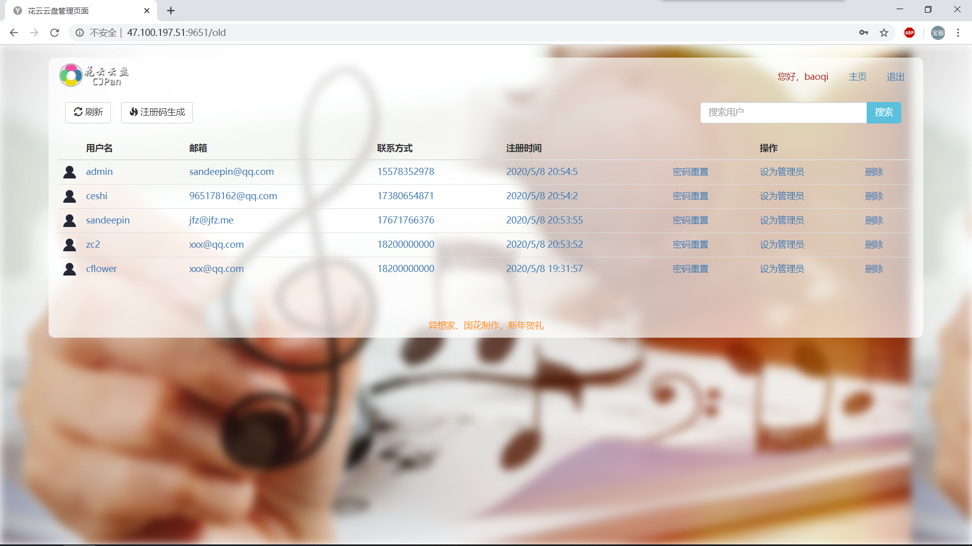 花云云盘管理页面
不安全 | 47.100.197.51:9651/old
ABP
宝器
花云云盘
CJPan
您好，baoqi 主页 退出
刷新 注册码生成 搜索用户 搜索
用户名 邮箱 联系方式 注册时间 操作
admin sandeepin@qq.com 15578352978 2020/5/8 20:54:5 密码重置 设为管理员 删除
ceshi 965178162@qq.com 17380654871 2020/5/8 20:54:2 密码重置 设为管理员 删除
sandeepin jfz@jfz.me 17671766376 2020/5/8 20:53:55 密码重置 设为管理员 删除
zc2 xxx@qq.com 18200000000 2020/5/8 20:53:52 密码重置 设为管理员 删除
cflower xxx@qq.com 18200000000 2020/5/8 19:31:57 密码重置 设为管理员 删除
异想家、国花制作，新年贺礼